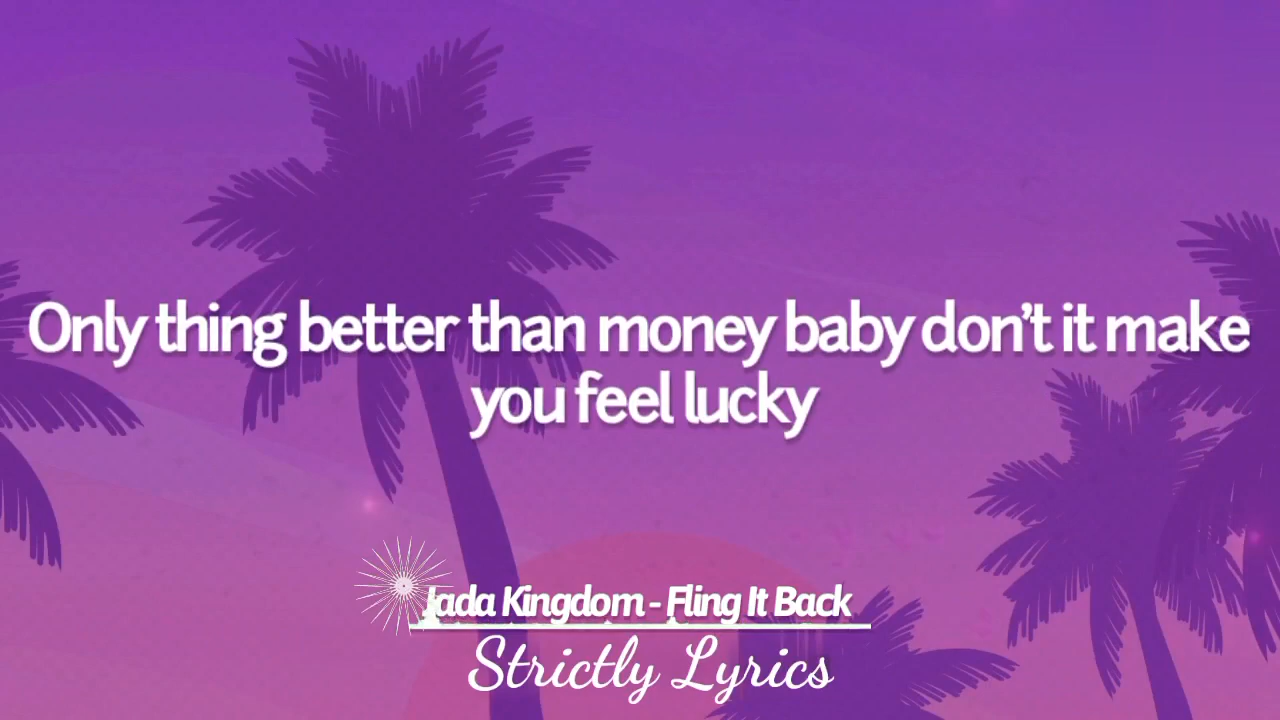 Only thing better than money baby don't it make
you feel lucky
Jada Kingdom - Fling It Back
Strictly Lyrics